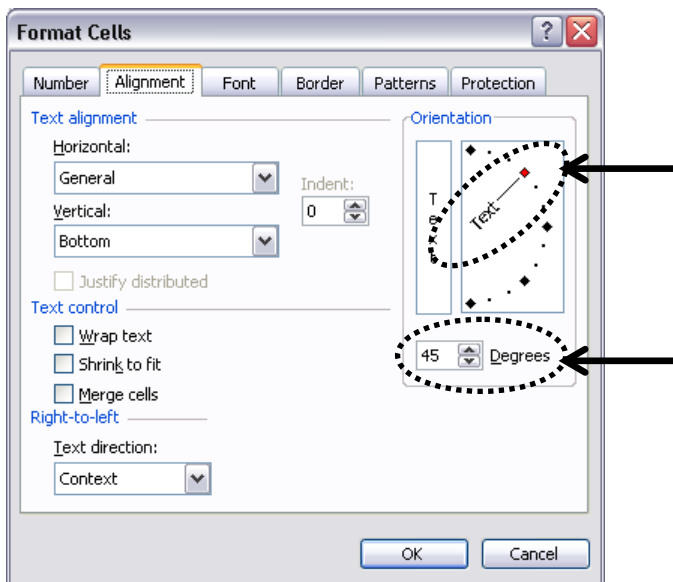 Format Cells
Number Alignment Font Border Patterns Protection
Text alignment
Horizontal:
General
Indent:
0
Vertical:
Bottom
Justify distributed
Text control
Wrap text
Shrink to fit
Merge cells
Right-to-left
Text direction:
Context
Orientation
Text
Text
45 Degrees
OK Cancel